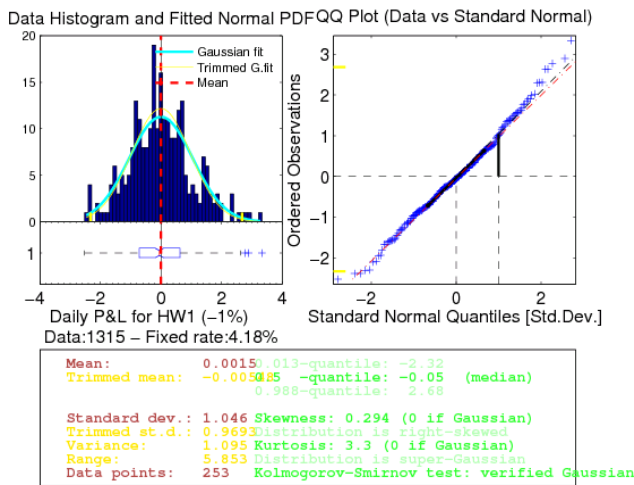 Data Histogram and Fitted Normal PDF
QQ Plot (Data vs Standard Normal)
20
15
10
5
0
Gaussian fit
Trimmed G.fit
Mean
1
−4 −2 0 2 4
Daily P&L for HW1 (−1%)
Data:1315 − Fixed rate:4.18%
Ordered Observations
3
2
1
0
−1
−2
−2 0 2
Standard Normal Quantiles [Std.Dev.]
Mean: 0.0015
Trimmed mean:
Standard dev.: 1.046
Trimmed st.d.: 0.9693
Variance: 1.095
Range: 5.853
Data points: 253
0.013-quantile: -2.32
0.5 -quantile: -0.05 (median)
0.988-quantile: 2.68
Skewness: 0.294 (0 if Gaussian)
Distribution is right-skewed
Kurtosis: 3.3 (0 if Gaussian)
Distribution is super-Gaussian
Kolmogorov-Smirnov test: verified Gaussian